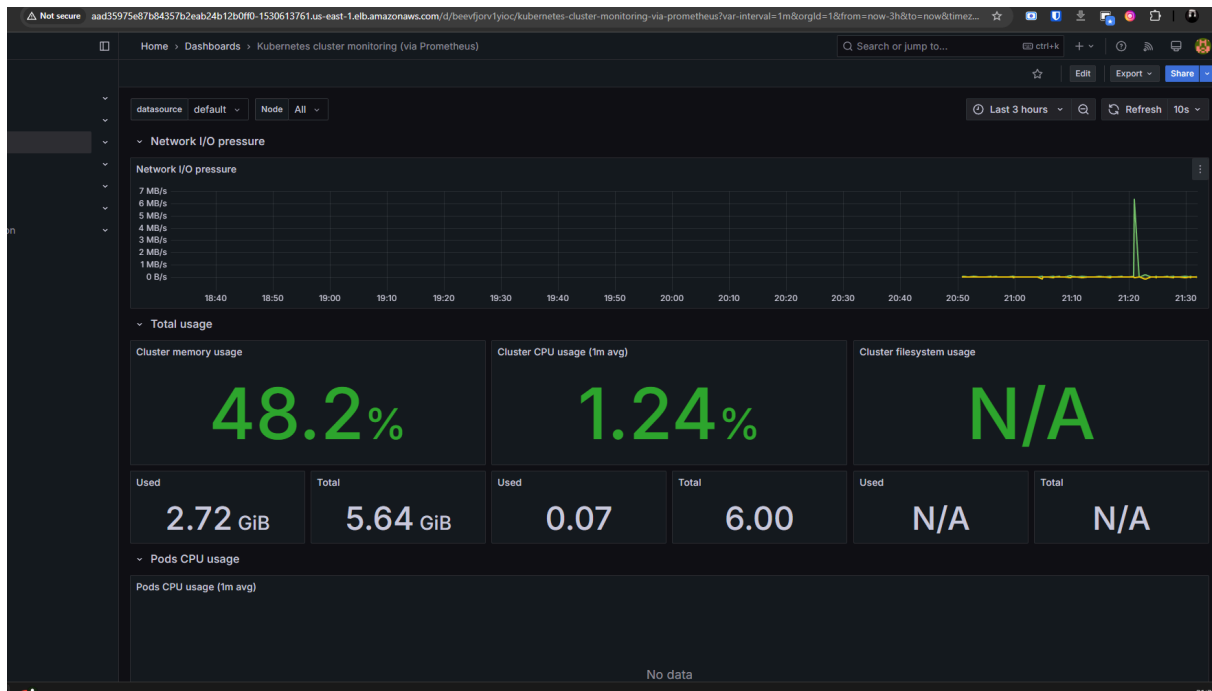 Not secure aad35975e87b84357b2eab24b12b0ff0-1530613761.us-east-1.elb.amazonaws.com/d/beevfjorv1yioc/kubernetes-cluster-monitoring-via-prometheus?var-interval=1m&orgId=1&from=now-3h&to=now&timez...
Home › Dashboards › Kubernetes cluster monitoring (via Prometheus)
Search or jump to... ctrl+k
Edit Export Share
datasource default Node All Last 3 hours Refresh 10s
Network I/O pressure
Network I/O pressure
7 MB/s
6 MB/s
5 MB/s
4 MB/s
3 MB/s
2 MB/s
1 MB/s
0 B/s
18:40 18:50 19:00 19:10 19:20 19:30 19:40 19:50 20:00 20:10 20:20 20:30 20:40 20:50 21:00 21:10 21:20 21:30
on
Total usage
Cluster memory usage Cluster CPU usage (1m avg) Cluster filesystem usage
48.2% 1.24% N/A
Used Total Used Total Used Total
2.72 GiB 5.64 GiB 0.07 6.00 N/A N/A
Pods CPU usage
Pods CPU usage (1m avg)
No data